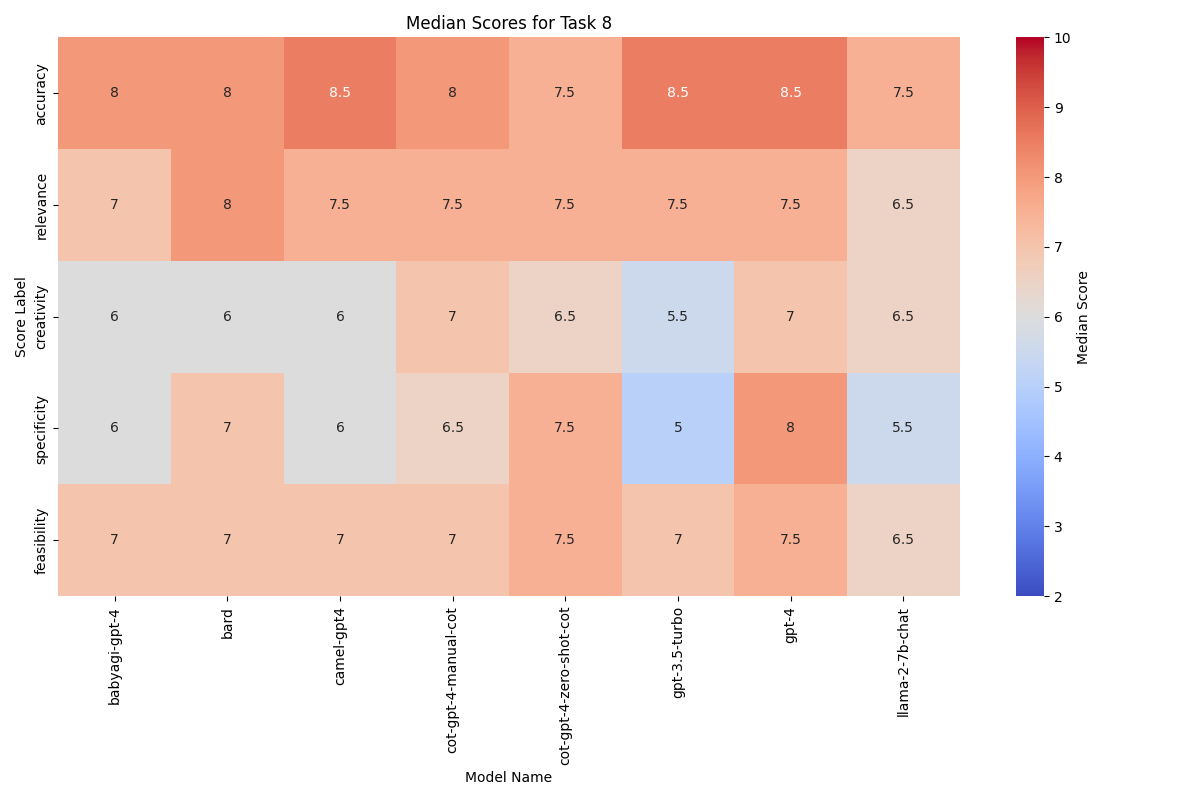 Median Scores for Task 8
Score Label
accuracy
8 8 8.5 8 7.5 8.5 8.5 7.5
relevance
7 8 7.5 7.5 7.5 7.5 7.5 6.5
creativity
6 6 6 7 6.5 5.5 7 6.5
specificity
6 7 6 6.5 7.5 5 8 5.5
feasibility
7 7 7 7 7.5 7 7.5 6.5
babyagi-gpt-4
bard
camel-gpt4
cot-gpt-4-manual-cot
cot-gpt-4-zero-shot-cot
gpt-3.5-turbo
gpt-4
llama-2-7b-chat
Model Name
10
9
8
7
6
5
4
3
2
Median Score